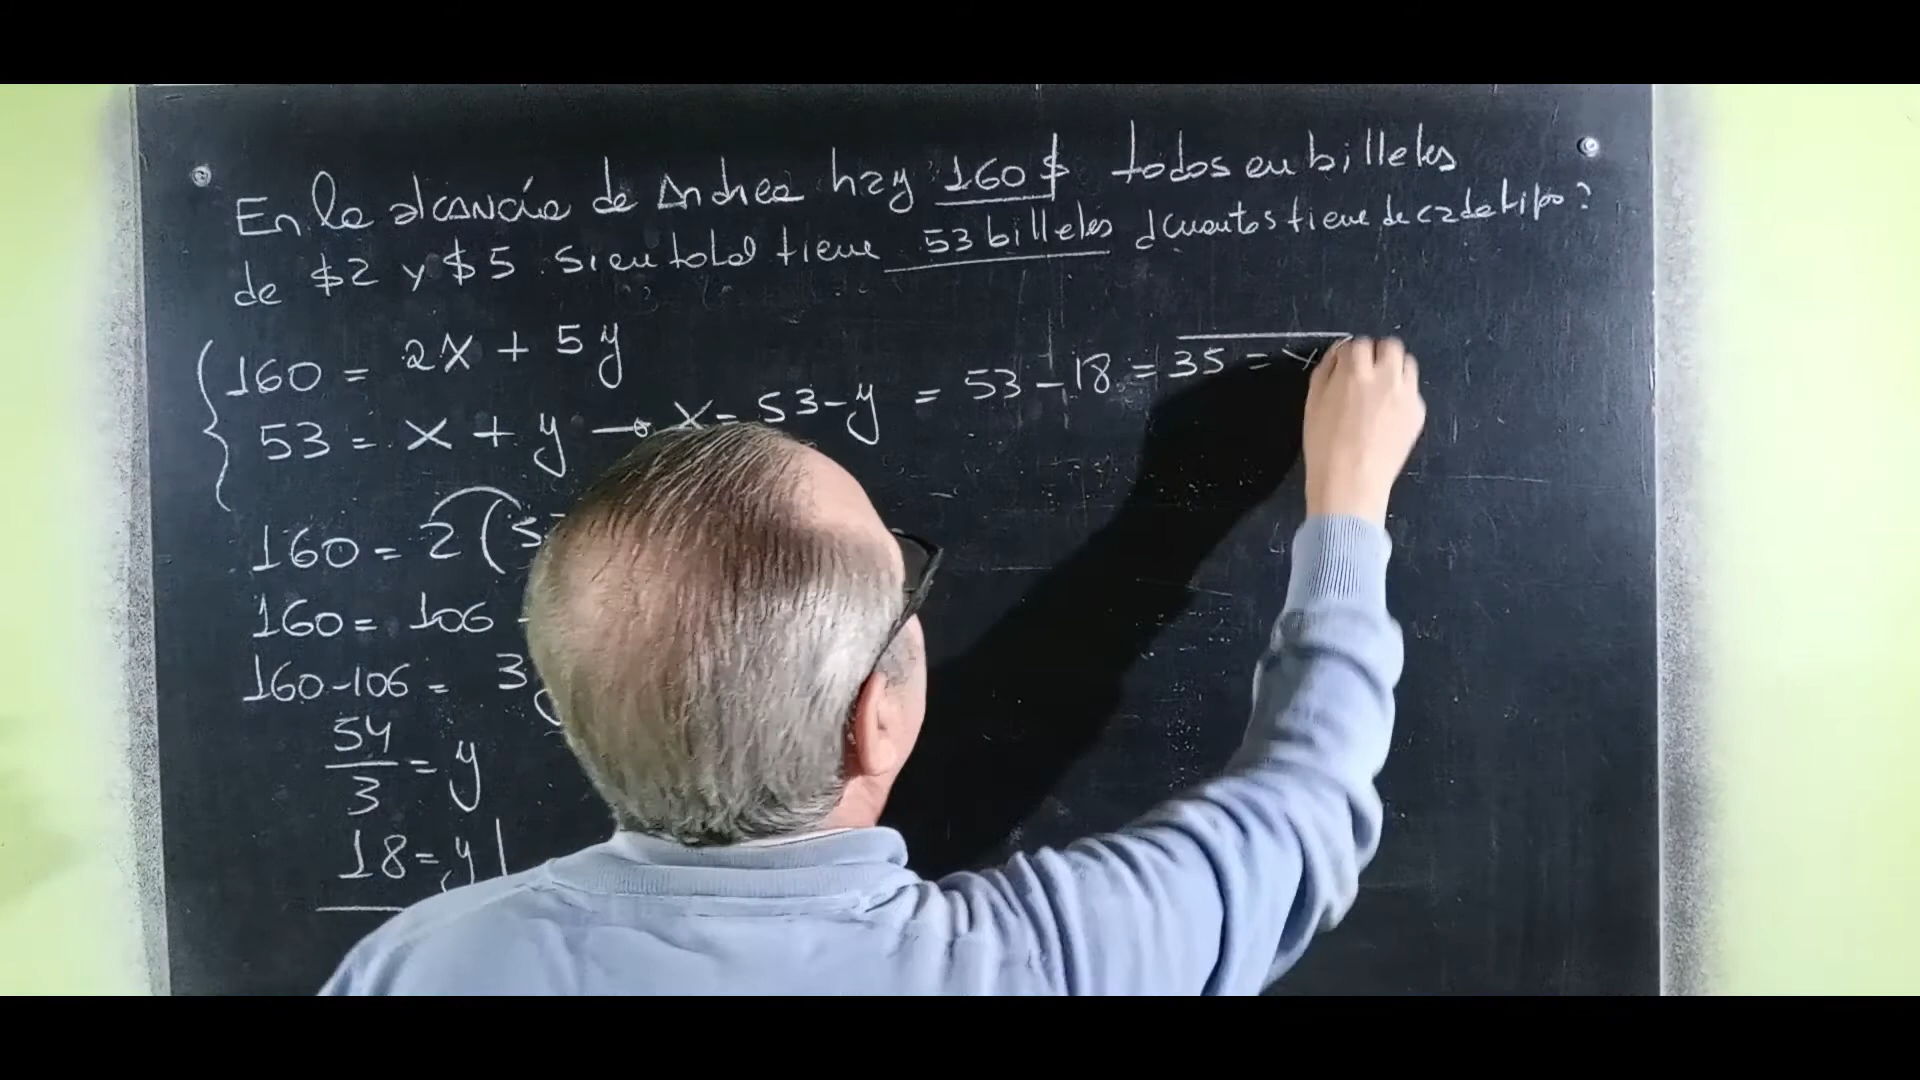 En la alcancía de Andrea hay 160 $ todos en billetes
de $2 y $5. Si en total tiene 53 billetes ¿Cuantos tiene de cada tipo?
160 = 2x + 5y
53 = x + y → x = 53 - y = 53 - 18 = 35 = x
160 = 2(5
160 = 106 -
160-106 = 3y
54/3 = y
18 = y